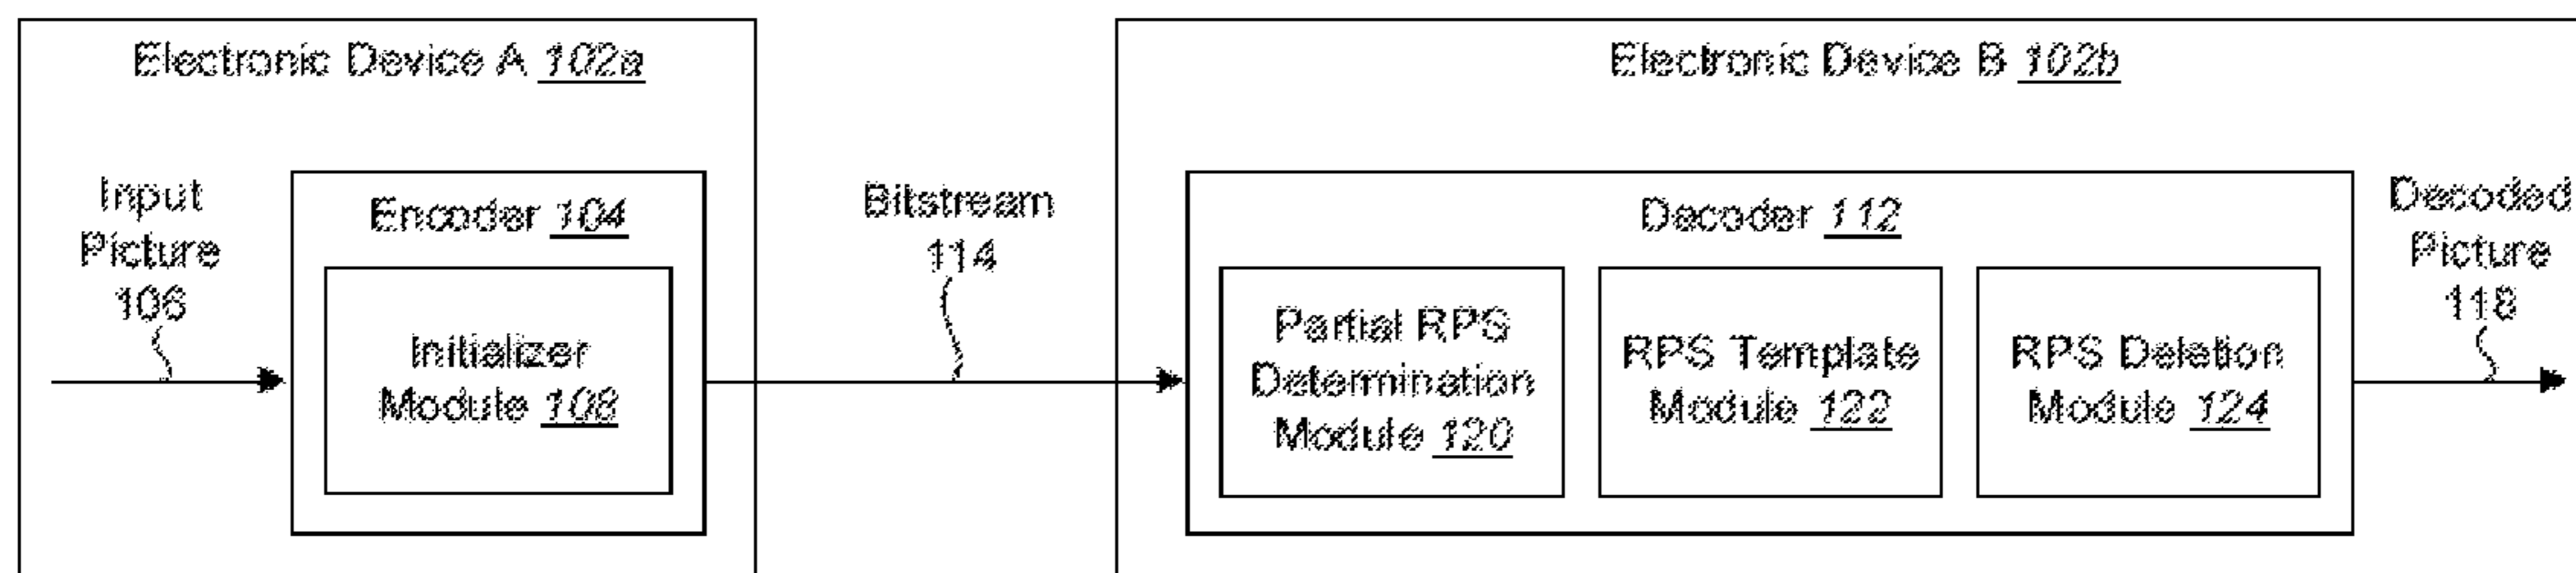 Electronic Device A 102a
Electronic Device B 102b
Input
Picture
106
Encoder 104
Initializer
Module 108
Bitstream
114
Decoder 112
Partial RPS
Determination
Module 120
RPS Template
Module 122
RPS Deletion
Module 124
Decoded
Picture
118